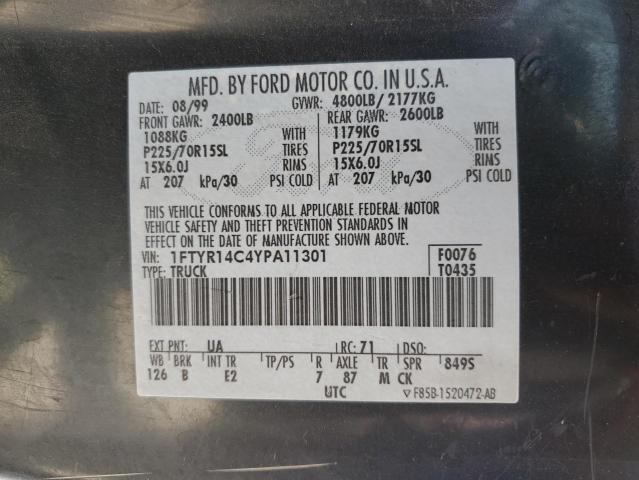 MFD. BY FORD MOTOR CO. IN U.S.A.
DATE: 08/99 GVWR: 4800LB/2177KG
FRONT GAWR: 2400LB REAR GAWR: 2600LB
1088KG WITH 1179KG WITH
P225/70R15SL TIRES P225/70R15SL TIRES
15X6.0J RIMS 15X6.0J RIMS
AT 207 kPa/30 PSI COLD AT 207 kPa/30 PSI COLD
THIS VEHICLE CONFORMS TO ALL APPLICABLE FEDERAL MOTOR
VEHICLE SAFETY AND THEFT PREVENTION STANDARDS IN
EFFECT ON THE DATE OF MANUFACTURE SHOWN ABOVE.
VIN: 1FTYR14C4YPA11301 F0076
TYPE: TRUCK T0435
EXT PNT: UA RC: 71 DSO:
WB BRK INT TR TP/PS R AXLE TR SPR 849S
126 B E2 7 87 M CK
UTC F85B-1520472-AB